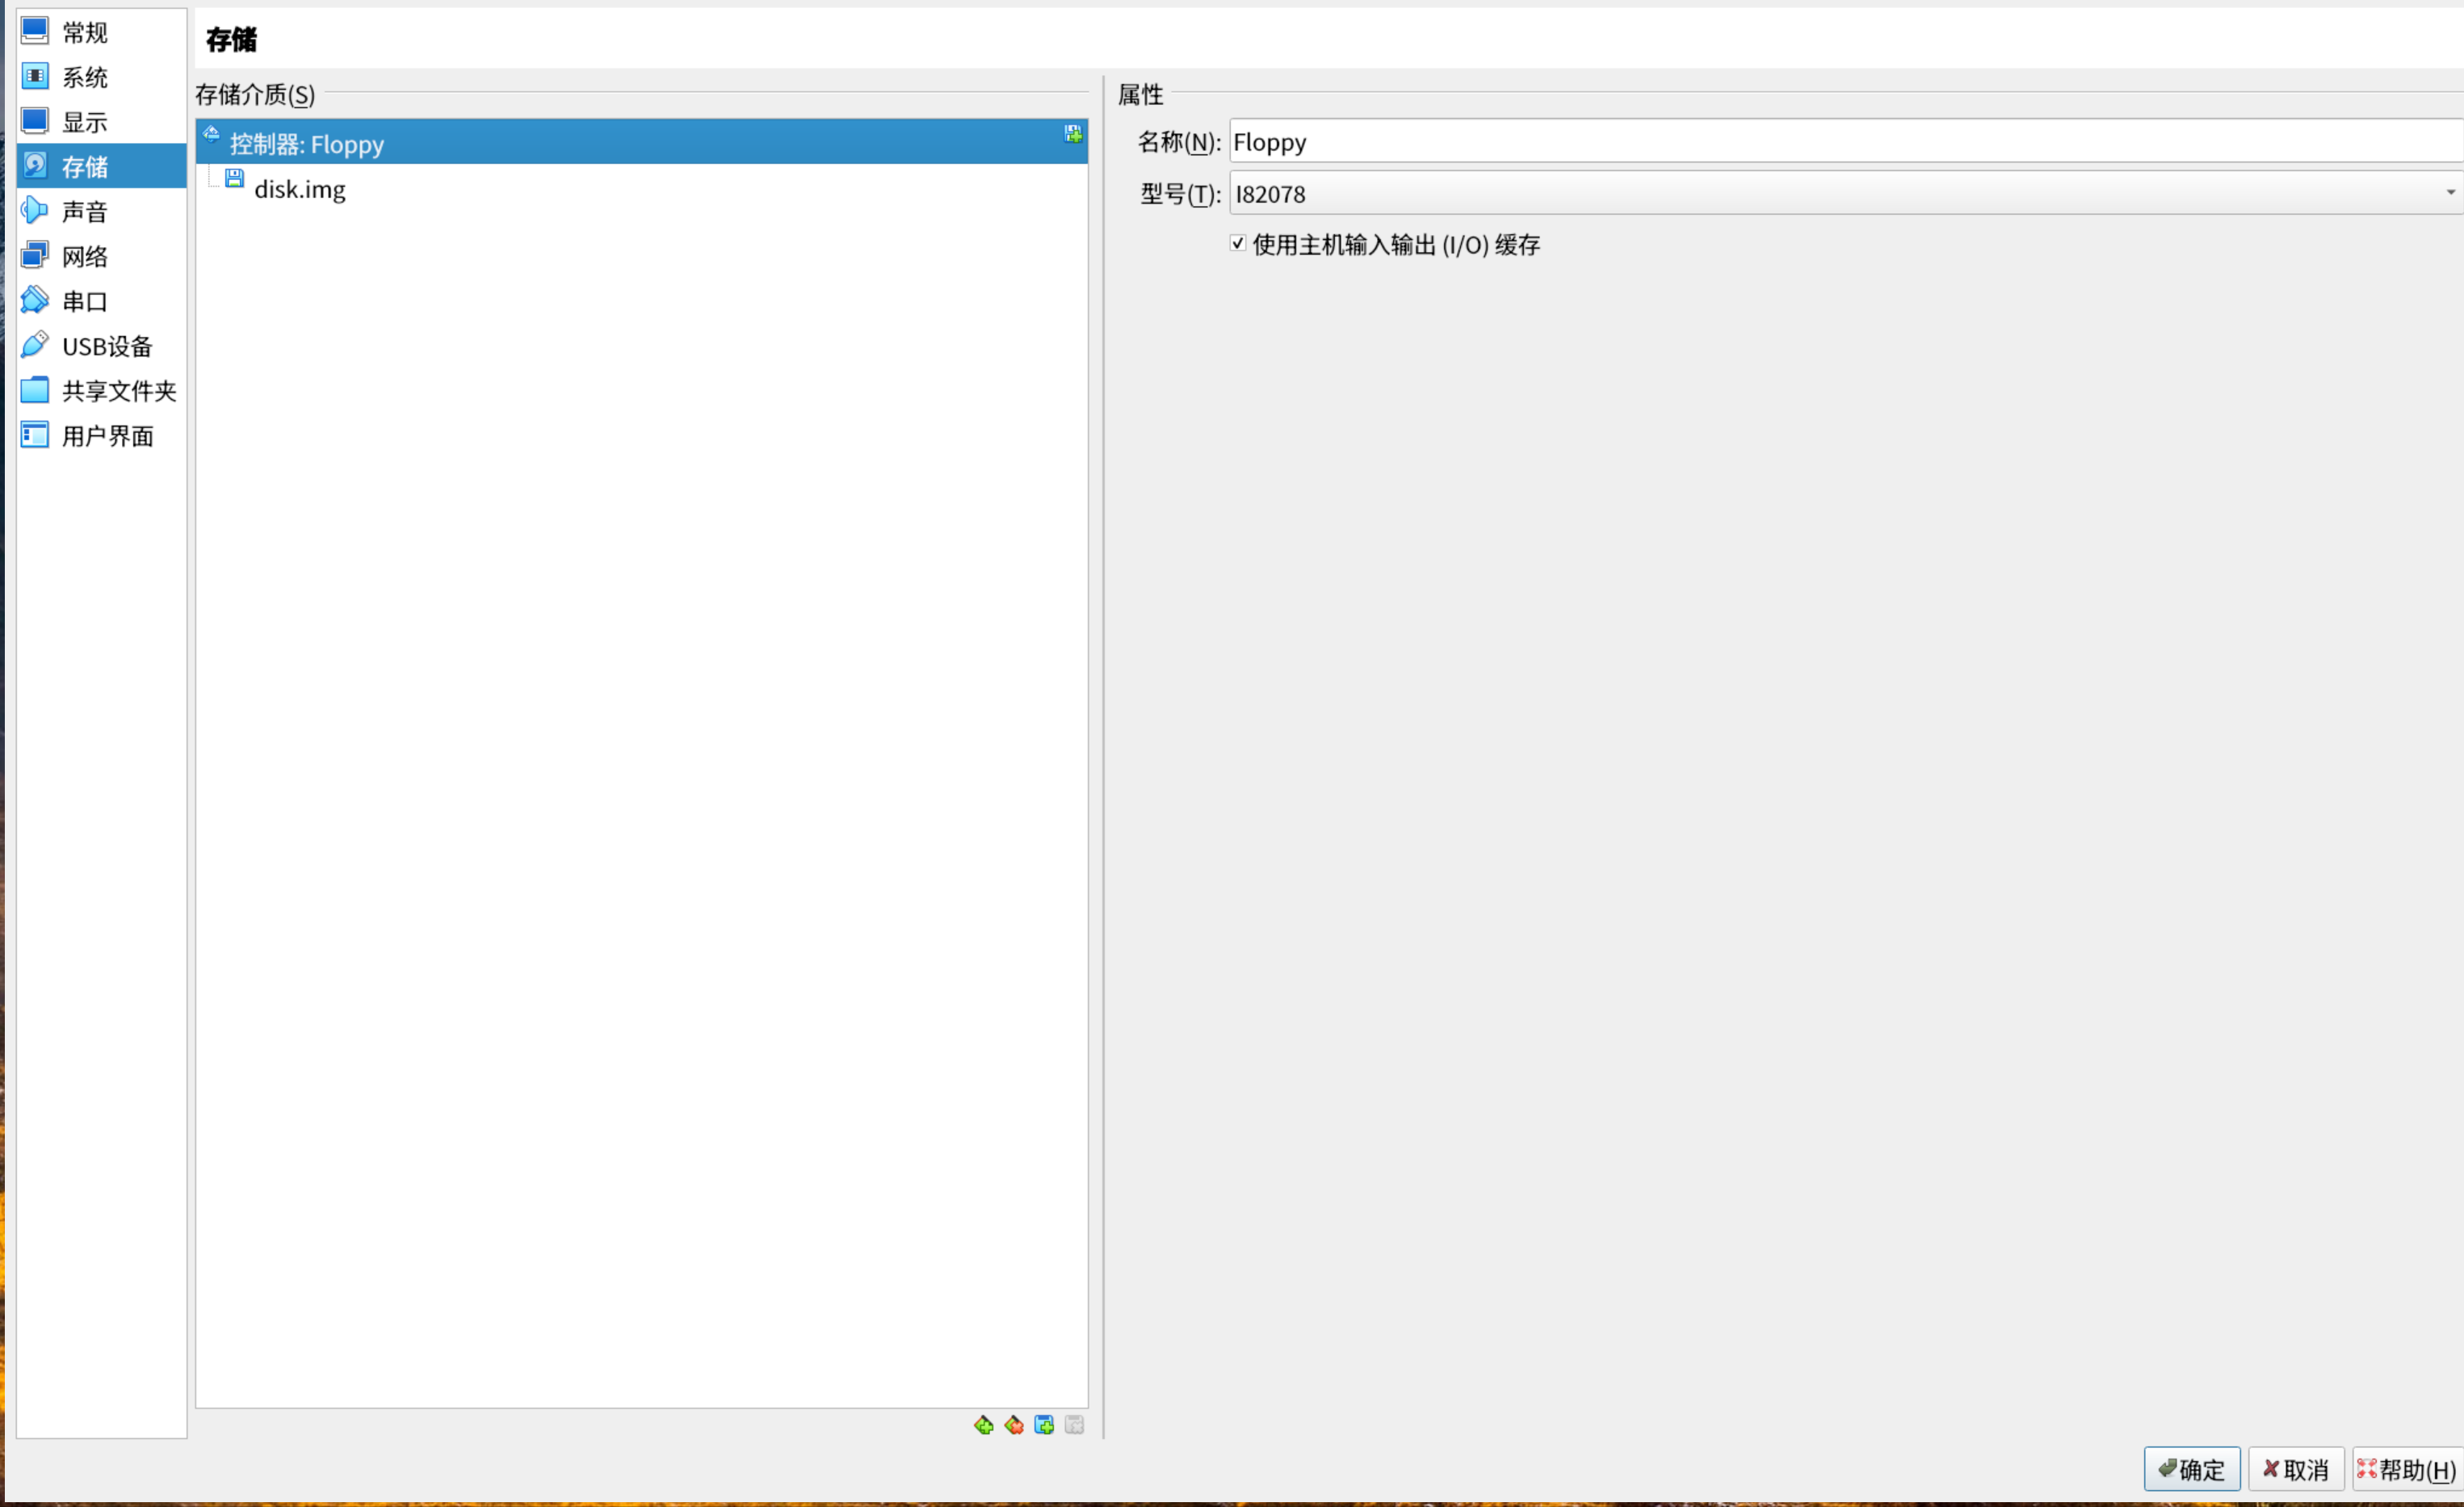 常规
系统
显示
存储
声音
网络
串口
USB设备
共享文件夹
用户界面
存储
存储介质(S)
控制器: Floppy
disk.img
属性
名称(N): Floppy
型号(T): I82078
使用主机输入输出 (I/O) 缓存
确定 取消 帮助(H)